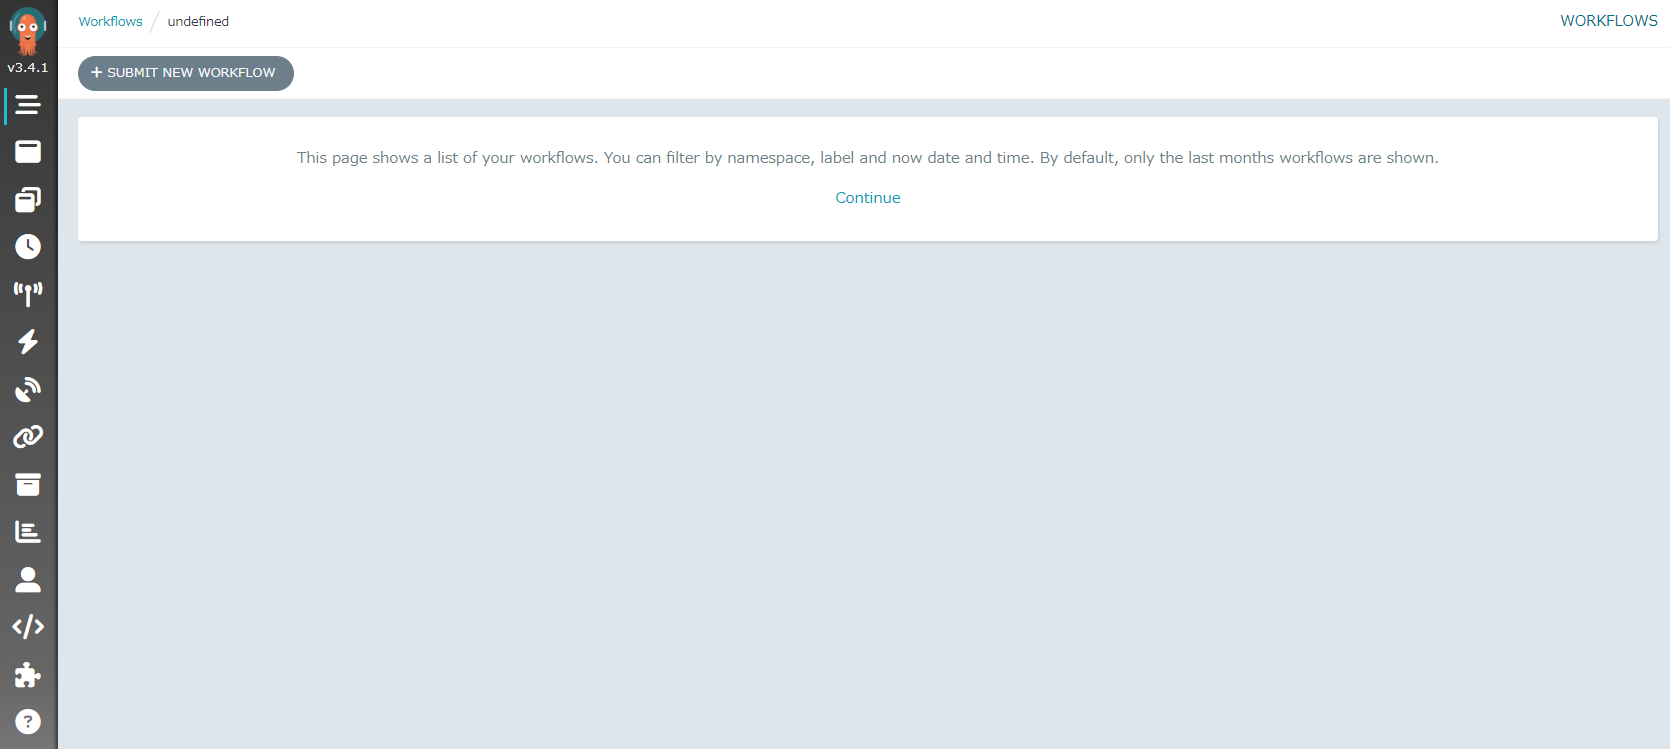 Workflows / undefined
WORKFLOWS
v3.4.1
+ SUBMIT NEW WORKFLOW
This page shows a list of your workflows. You can filter by namespace, label and now date and time. By default, only the last months workflows are shown.
Continue